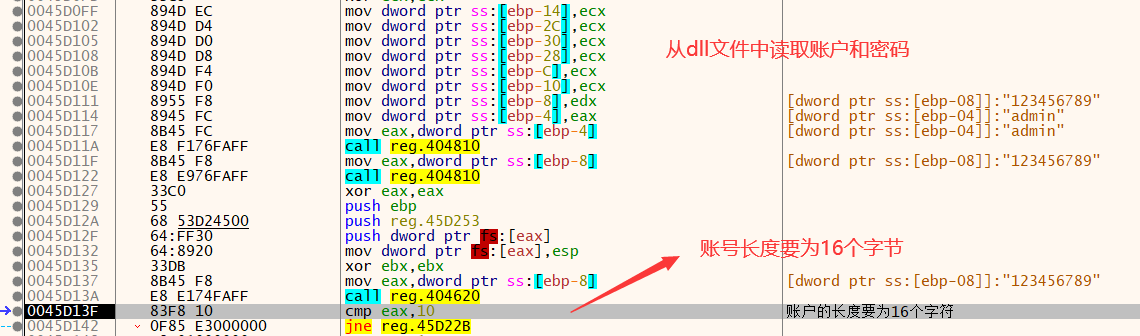 0045D0FF 894D EC mov dword ptr ss:[ebp-14],ecx
0045D102 894D D4 mov dword ptr ss:[ebp-2C],ecx
0045D105 894D D0 mov dword ptr ss:[ebp-30],ecx
从dll文件中读取账户和密码
0045D108 894D D8 mov dword ptr ss:[ebp-28],ecx
0045D10B 894D F4 mov dword ptr ss:[ebp-C],ecx
0045D10E 894D F0 mov dword ptr ss:[ebp-10],ecx
0045D111 8955 F8 mov dword ptr ss:[ebp-8],edx [dword ptr ss:[ebp-08]]:"123456789"
0045D114 8945 FC mov dword ptr ss:[ebp-4],eax [dword ptr ss:[ebp-04]]:"admin"
0045D117 8B45 FC mov eax,dword ptr ss:[ebp-4] [dword ptr ss:[ebp-04]]:"admin"
0045D11A E8 F176FAFF call reg.404810
0045D11F 8B45 F8 mov eax,dword ptr ss:[ebp-8] [dword ptr ss:[ebp-08]]:"123456789"
0045D122 E8 E976FAFF call reg.404810
0045D127 33C0 xor eax,eax
0045D129 55 push ebp
0045D12A 68 53D24500 push reg.45D253
0045D12F 64:FF30 push dword ptr fs:[eax]
0045D132 64:8920 mov dword ptr fs:[eax],esp
账号长度要为16个字节
0045D135 33DB xor ebx,ebx
0045D137 8B45 F8 mov eax,dword ptr ss:[ebp-8] [dword ptr ss:[ebp-08]]:"123456789"
0045D13A E8 E174FAFF call reg.404620
0045D13F 83F8 10 cmp eax,10 账户的长度要为16个字符
0045D142 0F85 E3000000 jne reg.45D22B